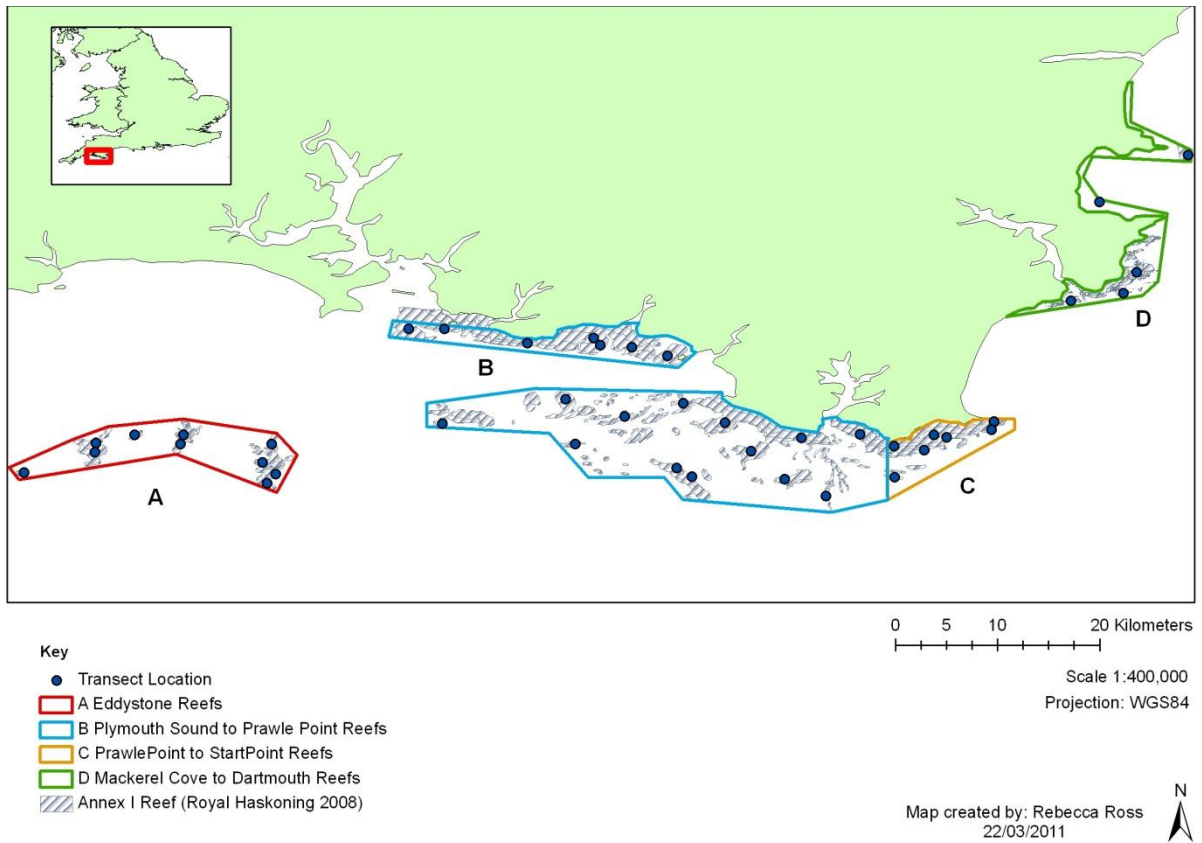 D
B
A
C
0 5 10 20 Kilometers
Key
Transect Location
Scale 1:400,000
A Eddystone Reefs
Projection: WGS84
B Plymouth Sound to Prawle Point Reefs
C PrawlePoint to StartPoint Reefs
D Mackerel Cove to Dartmouth Reefs
Annex I Reef (Royal Haskoning 2008)
N
Map created by: Rebecca Ross
22/03/2011